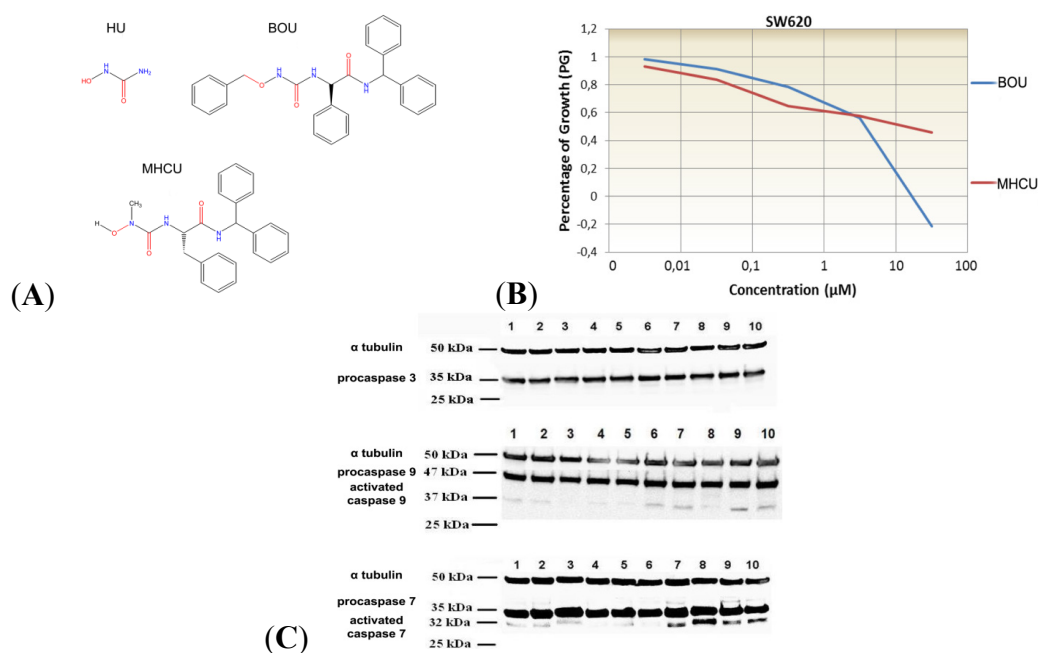 HU
BOU
H
N
HO
NH₂
O
O
H
N
H
N
O
O
NH
MHCU
CH₃
N
H
O
H
N
O
O
N
H
(A)
SW620
Percentage of Growth (PG)
1,2
1
0,8
0,6
0,4
0,2
0
-0,2
-0,4
0
0,01
0,1
1
10
100
Concentration (µM)
BOU
MHCU
(B)
1 2 3 4 5 6 7 8 9 10
α tubulin 50 kDa
procaspase 3 35 kDa
25 kDa
1 2 3 4 5 6 7 8 9 10
α tubulin 50 kDa
procaspase 9 47 kDa
activated
caspase 9 37 kDa
25 kDa
1 2 3 4 5 6 7 8 9 10
α tubulin 50 kDa
procaspase 7 35 kDa
activated 32 kDa
caspase 7
25 kDa
(C)